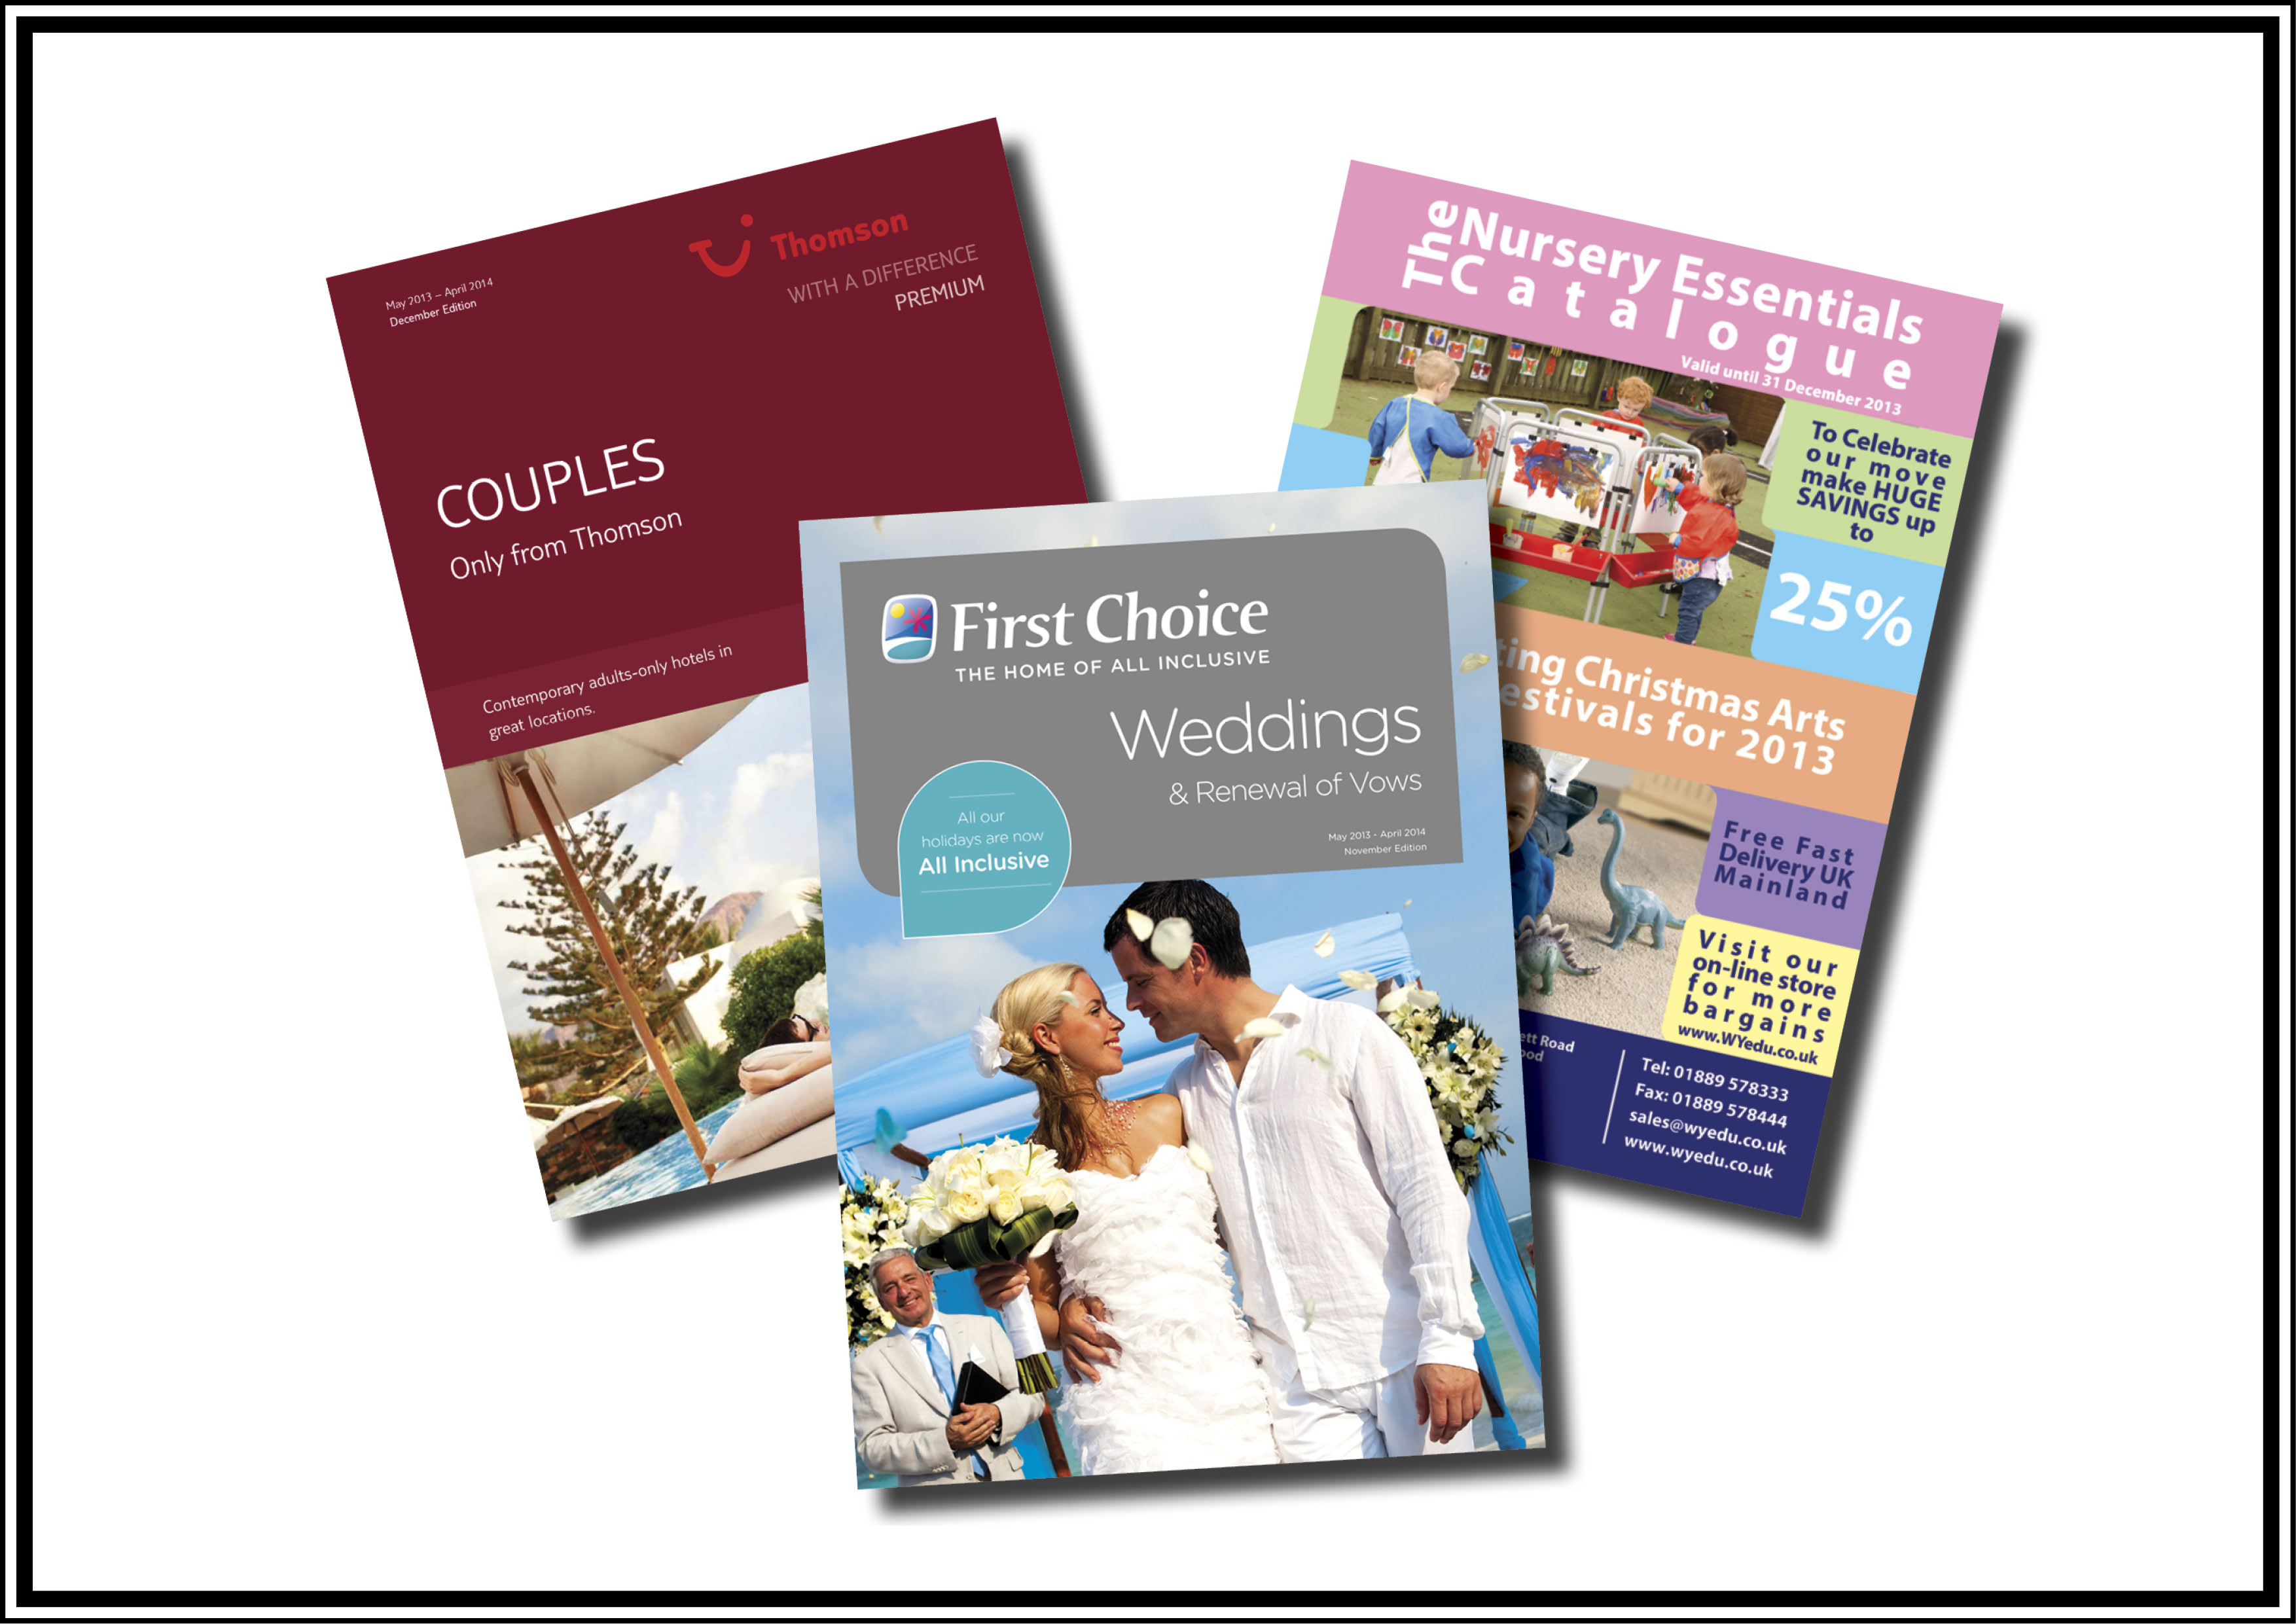 May 2013 – April 2014
December Edition
Thomson
WITH A DIFFERENCE
PREMIUM
COUPLES
Only from Thomson
Contemporary adults-only hotels in
great locations.
First Choice
THE HOME OF ALL INCLUSIVE
Weddings
& Renewal of Vows
May 2013 - April 2014
November Edition
All our
holidays are now
All Inclusive
The Nursery Essentials
Catalogue
Valid until 31 December 2013
To Celebrate
our move
make HUGE
SAVINGS up
to
25%
Christmas Arts
for 2013
Free Fast
Delivery UK
Mainland
Visit our
on-line store
for more
bargains
www.WYedu.co.uk
Road
Tel: 01889 578333
Fax: 01889 578444
sales@wyedu.co.uk
www.wyedu.co.uk